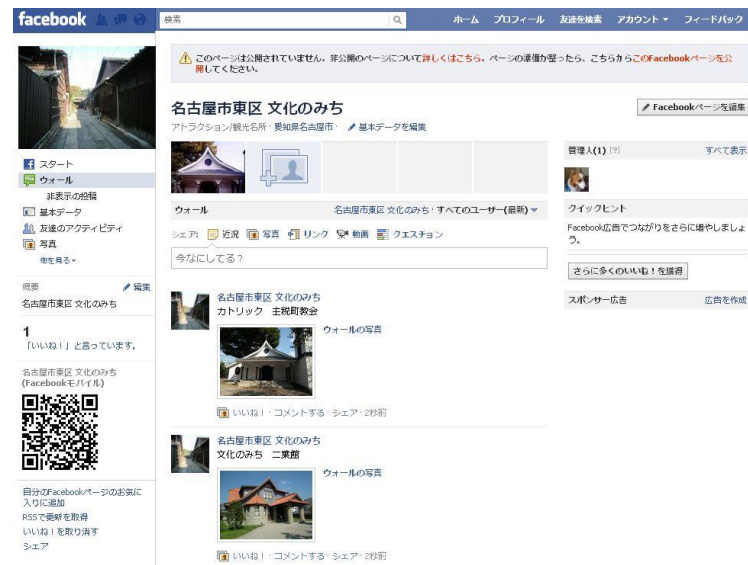 facebook
検索
ホーム プロフィール 友達を検索 アカウント フィードバック
このページは公開されていません。非公開のページについて詳しくはこちら。ページの準備が整ったら、こちらからこのFacebookページを公
開してください。
名古屋市東区 文化のみち
アトラクション/観光名所・愛知県名古屋市・ 基本データを編集
Facebookページを編集
スタート
ウォール
非表示の投稿
基本データ
友達のアクティビティ
写真
他を見る
概要 編集
名古屋市東区 文化のみち
1
「いいね！」と言っています。
名古屋市東区 文化のみち
(Facebookモバイル)
自分のFacebookページのお気に
入りに追加
RSSで更新を取得
いいね！を取り消す
シェア
ウォール 名古屋市東区 文化のみち・すべてのユーザー(最新)
シェア: 近況 写真 リンク 動画 クエスチョン
今なにしてる？
名古屋市東区 文化のみち
カトリック 主税町教会
ウォールの写真
いいね！・コメントする・シェア・2秒前
名古屋市東区 文化のみち
文化のみち 二葉館
ウォールの写真
いいね！・コメントする・シェア・2秒前
管理人(1) [?] すべて表示
クイックヒント
Facebook広告でつながりをさらに増やしましょ
う。
さらに多くのいいね！を獲得
スポンサー広告 広告を作成